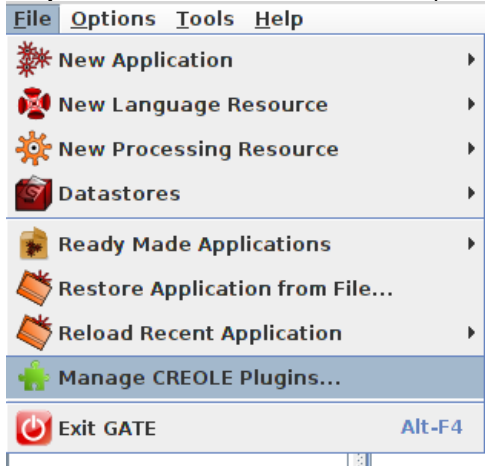 File Options Tools Help
New Application
New Language Resource
New Processing Resource
Datastores
Ready Made Applications
Restore Application from File...
Reload Recent Application
Manage CREOLE Plugins...
Exit GATE Alt-F4